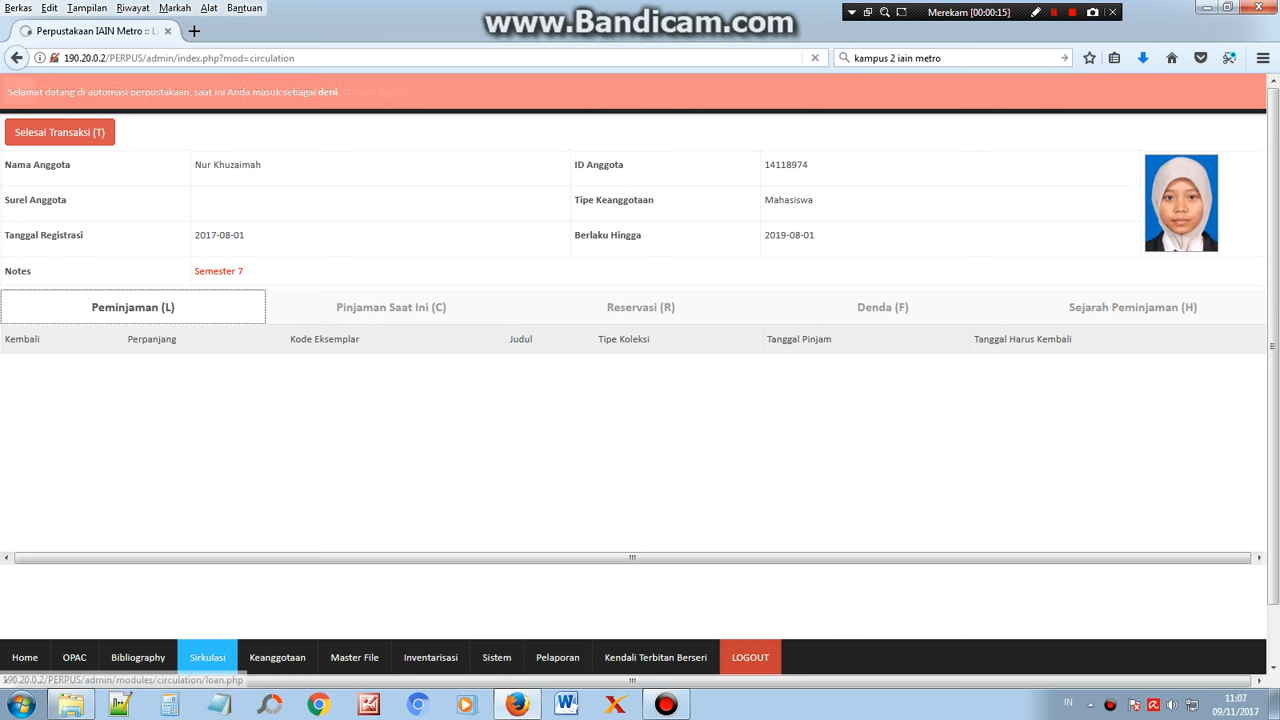 Berkas Edit Tampilan Riwayat Markah Alat Bantuan
www.Bandicam.com
Merekam [00:00:15]
Perpustakaan IAIN Metro ::
190.20.0.2/PERPUS/admin/index.php?mod=circulation
kampus 2 iain metro
Selamat datang di automasi perpustakaan, saat ini Anda masuk sebagai deni
Selesai Transaksi (T)
Nama Anggota Nur Khuzaimah ID Anggota 14118974
Surel Anggota Tipe Keanggotaan Mahasiswa
Tanggal Registrasi 2017-08-01 Berlaku Hingga 2019-08-01
Notes Semester 7
Peminjaman (L) Pinjaman Saat Ini (C) Reservasi (R) Denda (F) Sejarah Peminjaman (H)
Kembali Perpanjang Kode Eksemplar Judul Tipe Koleksi Tanggal Pinjam Tanggal Harus Kembali
Home OPAC Bibliography Sirkulasi Keanggotaan Master File Inventarisasi Sistem Pelaporan Kendali Terbitan Berseri LOGOUT
190.20.0.2/PERPUS/admin/modules/circulation/loan.php
IN 11:07
09/11/2017